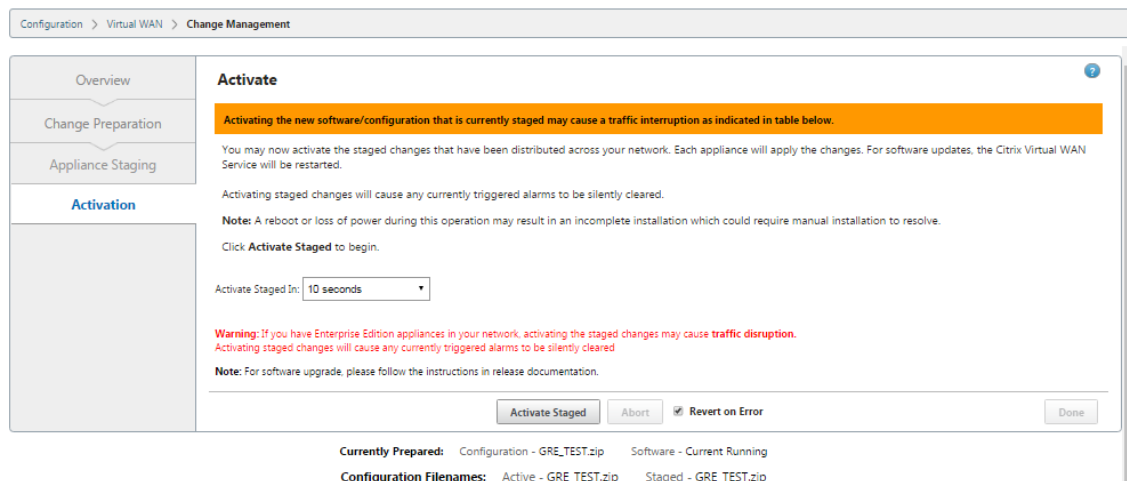 Configuration > Virtual WAN > Change Management
Overview
Change Preparation
Appliance Staging
Activation
Activate
?
Activating the new software/configuration that is currently staged may cause a traffic interruption as indicated in table below.
You may now activate the staged changes that have been distributed across your network. Each appliance will apply the changes. For software updates, the Citrix Virtual WAN
Service will be restarted.
Activating staged changes will cause any currently triggered alarms to be silently cleared.
Note: A reboot or loss of power during this operation may result in an incomplete installation which could require manual installation to resolve.
Click Activate Staged to begin.
Activate Staged In: 10 seconds
Warning: If you have Enterprise Edition appliances in your network, activating the staged changes may cause traffic disruption.
Activating staged changes will cause any currently triggered alarms to be silently cleared
Note: For software upgrade, please follow the instructions in release documentation.
Activate Staged Abort Revert on Error Done
Currently Prepared: Configuration - GRE_TEST.zip Software - Current Running
Configuration Filenames: Active - GRE_TEST.zip Staged - GRE_TEST.zip